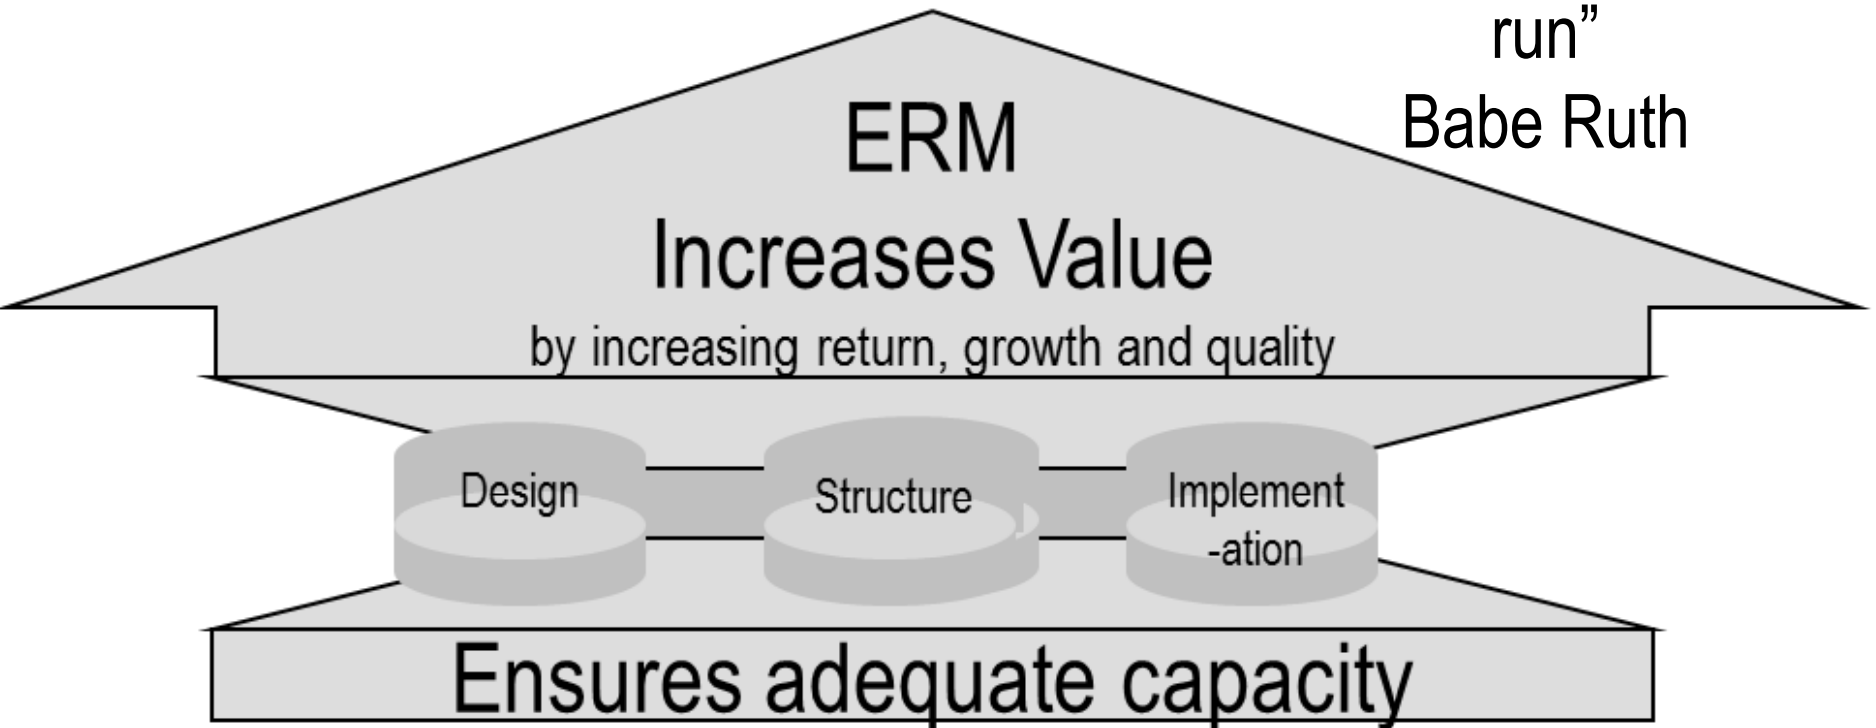 run”
Babe Ruth
ERM
Increases Value
by increasing return, growth and quality
Design
Structure
Implement
-ation
Ensures adequate capacity